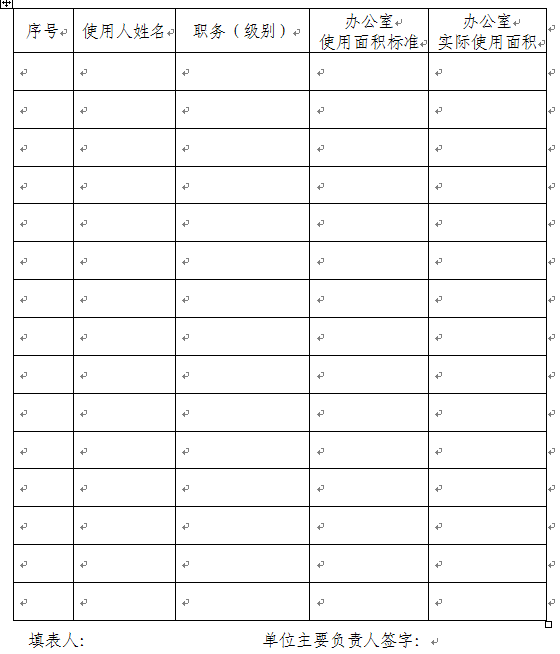 序号 使用人姓名 职务（级别） 办公室 办公室
使用面积标准 实际使用面积
填表人: 单位主要负责人签字: